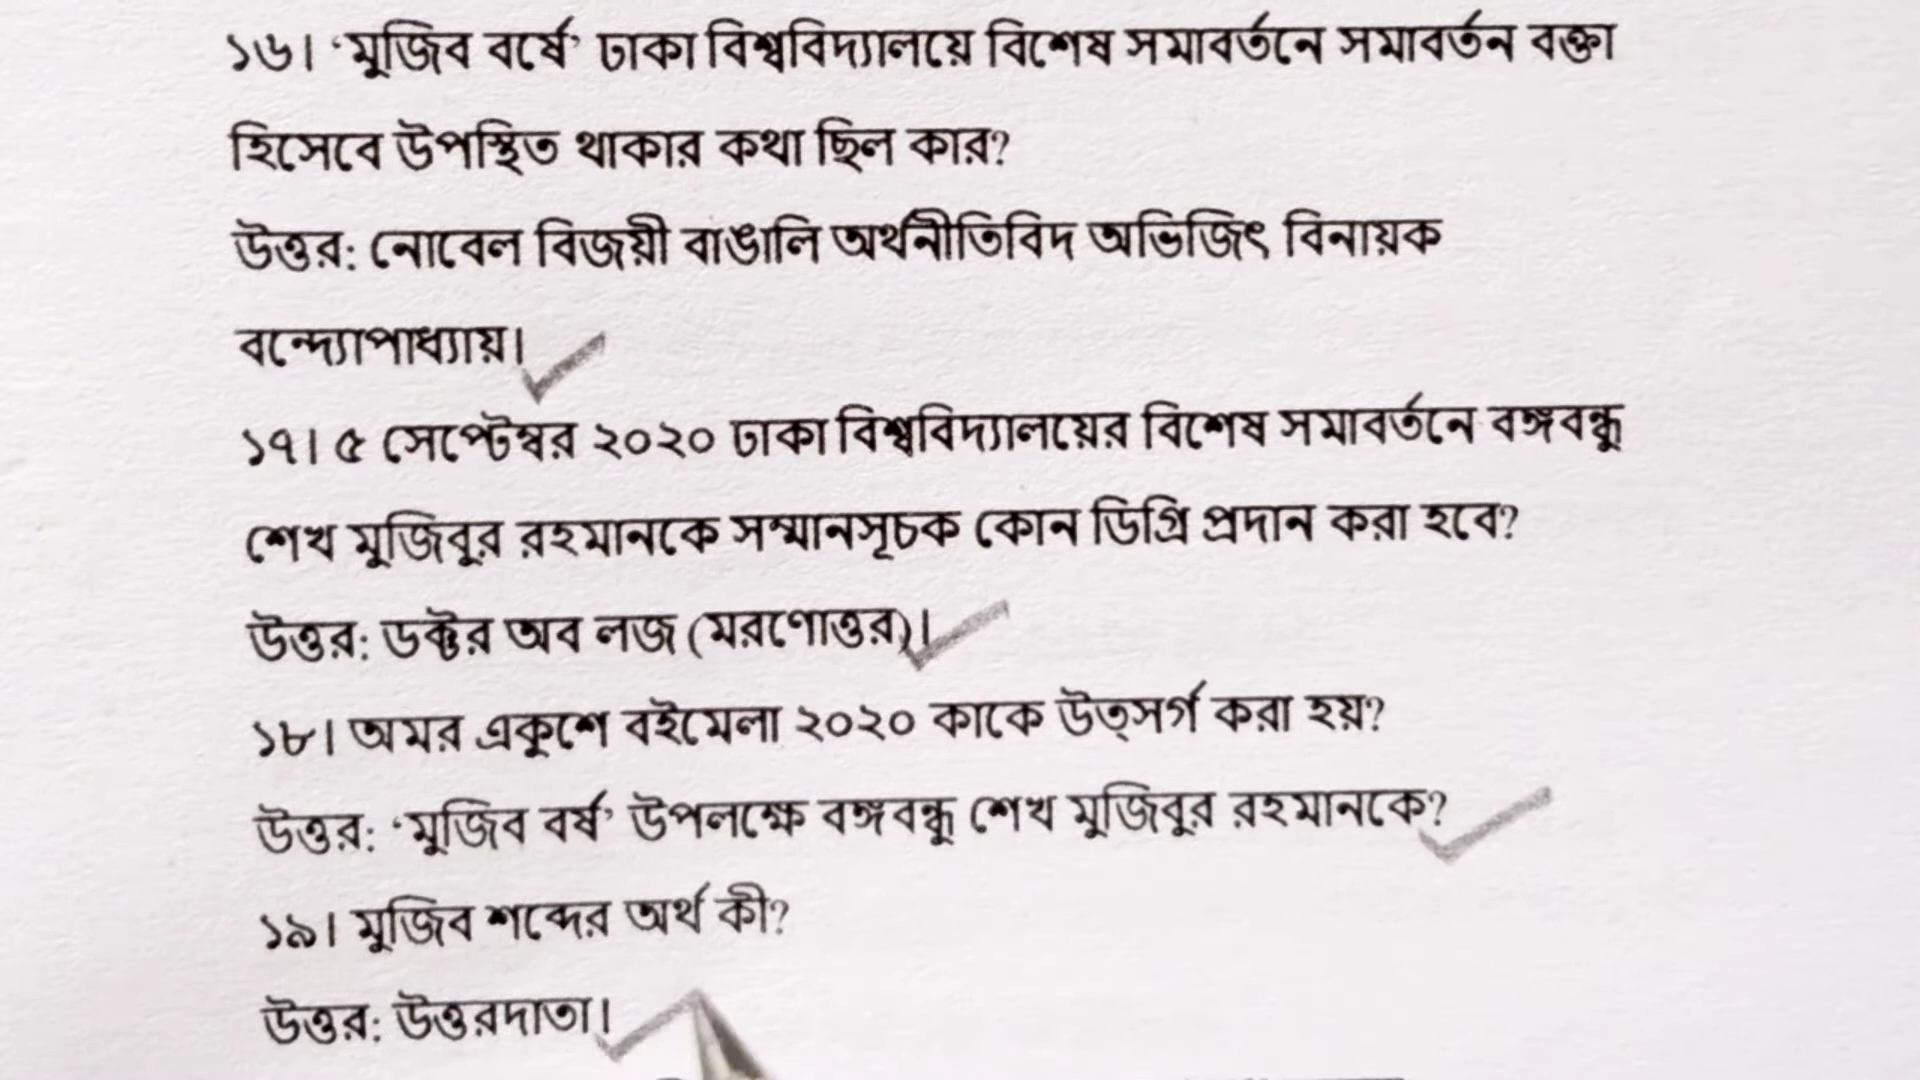 ১৬। ‘মুজিব বর্ষে’ ঢাকা বিশ্ববিদ্যালয়ে বিশেষ সমাবর্তনে সমাবর্তন বক্তা
হিসেবে উপস্থিত থাকার কথা ছিল কার?
উত্তর: নোবেল বিজয়ী বাঙালি অর্থনীতিবিদ অভিজিৎ বিনায়ক
বন্দ্যোপাধ্যায়।
১৭। ৫ সেপ্টেম্বর ২০২০ ঢাকা বিশ্ববিদ্যালয়ের বিশেষ সমাবর্তনে বঙ্গবন্ধু
শেখ মুজিবুর রহমানকে সম্মানসূচক কোন ডিগ্রি প্রদান করা হবে?
উত্তর: ডক্টর অব লজ (মরণোত্তর)।
১৮। অমর একুশে বইমেলা ২০২০ কাকে উত্সর্গ করা হয়?
উত্তর: ‘মুজিব বর্ষ’ উপলক্ষে বঙ্গবন্ধু শেখ মুজিবুর রহমানকে?
১৯। মুজিব শব্দের অর্থ কী?
উত্তর: উত্তরদাতা।